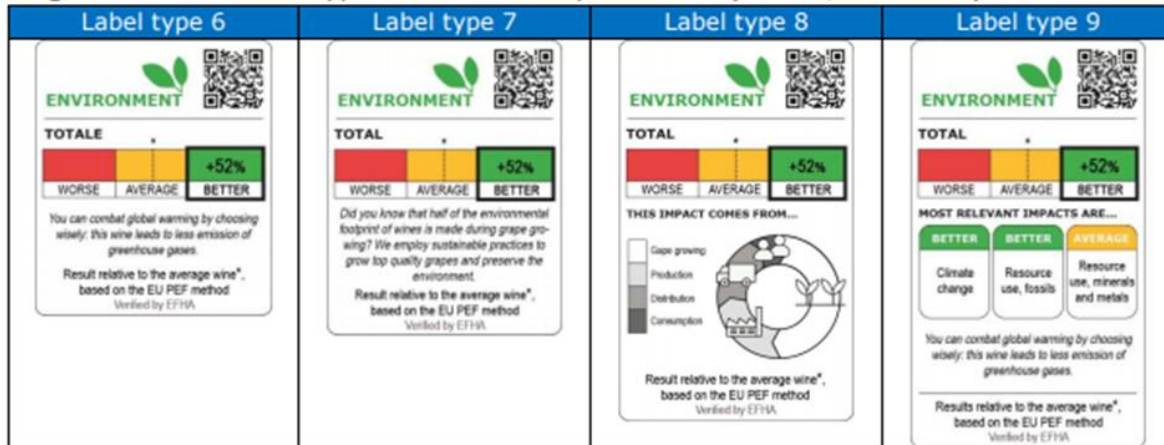 Label type 6
Label type 7
Label type 8
Label type 9
ENVIRONMENT
TOTALE
+52%
WORSE
AVERAGE
BETTER
You can combat global warming by choosing
wisely: this wine leads to less emission of
greenhouse gases.
Result relative to the average wine*,
based on the EU PEF method
Verified by EFHA
ENVIRONMENT
TOTAL
+52%
WORSE
AVERAGE
BETTER
Did you know that half of the environmental
footprint of wines is made during grape gro-
wing? We employ sustainable practices to
grow top quality grapes and preserve the
environment.
Result relative to the average wine*,
based on the EU PEF method
Verified by EFHA
ENVIRONMENT
TOTAL
+52%
WORSE
AVERAGE
BETTER
THIS IMPACT COMES FROM...
Gape growing
Production
Distribution
Consumption
Result relative to the average wine*,
based on the EU PEF method
Verified by EFHA
ENVIRONMENT
TOTAL
+52%
WORSE
AVERAGE
BETTER
MOST RELEVANT IMPACTS ARE...
BETTER
BETTER
AVERAGE
Climate
change
Resource
use, fossils
Resource
use, minerals
and metals
You can combat global warming by choosing
wisely: this wine leads to less emission of
greenhouse gases.
Results relative to the average wine*,
based on the EU PEF method
Verified by EFHA